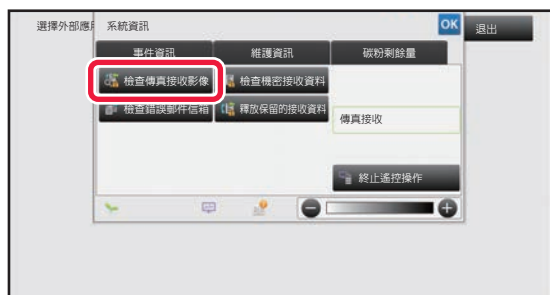 選擇外部應
系統資訊
OK
退出
事件資訊
維護資訊
碳粉剩餘量
檢查傳真接收影像
檢查機密接收資料
檢查錯誤郵件信箱
釋放保留的接收資料
傳真接收
終止遙控操作